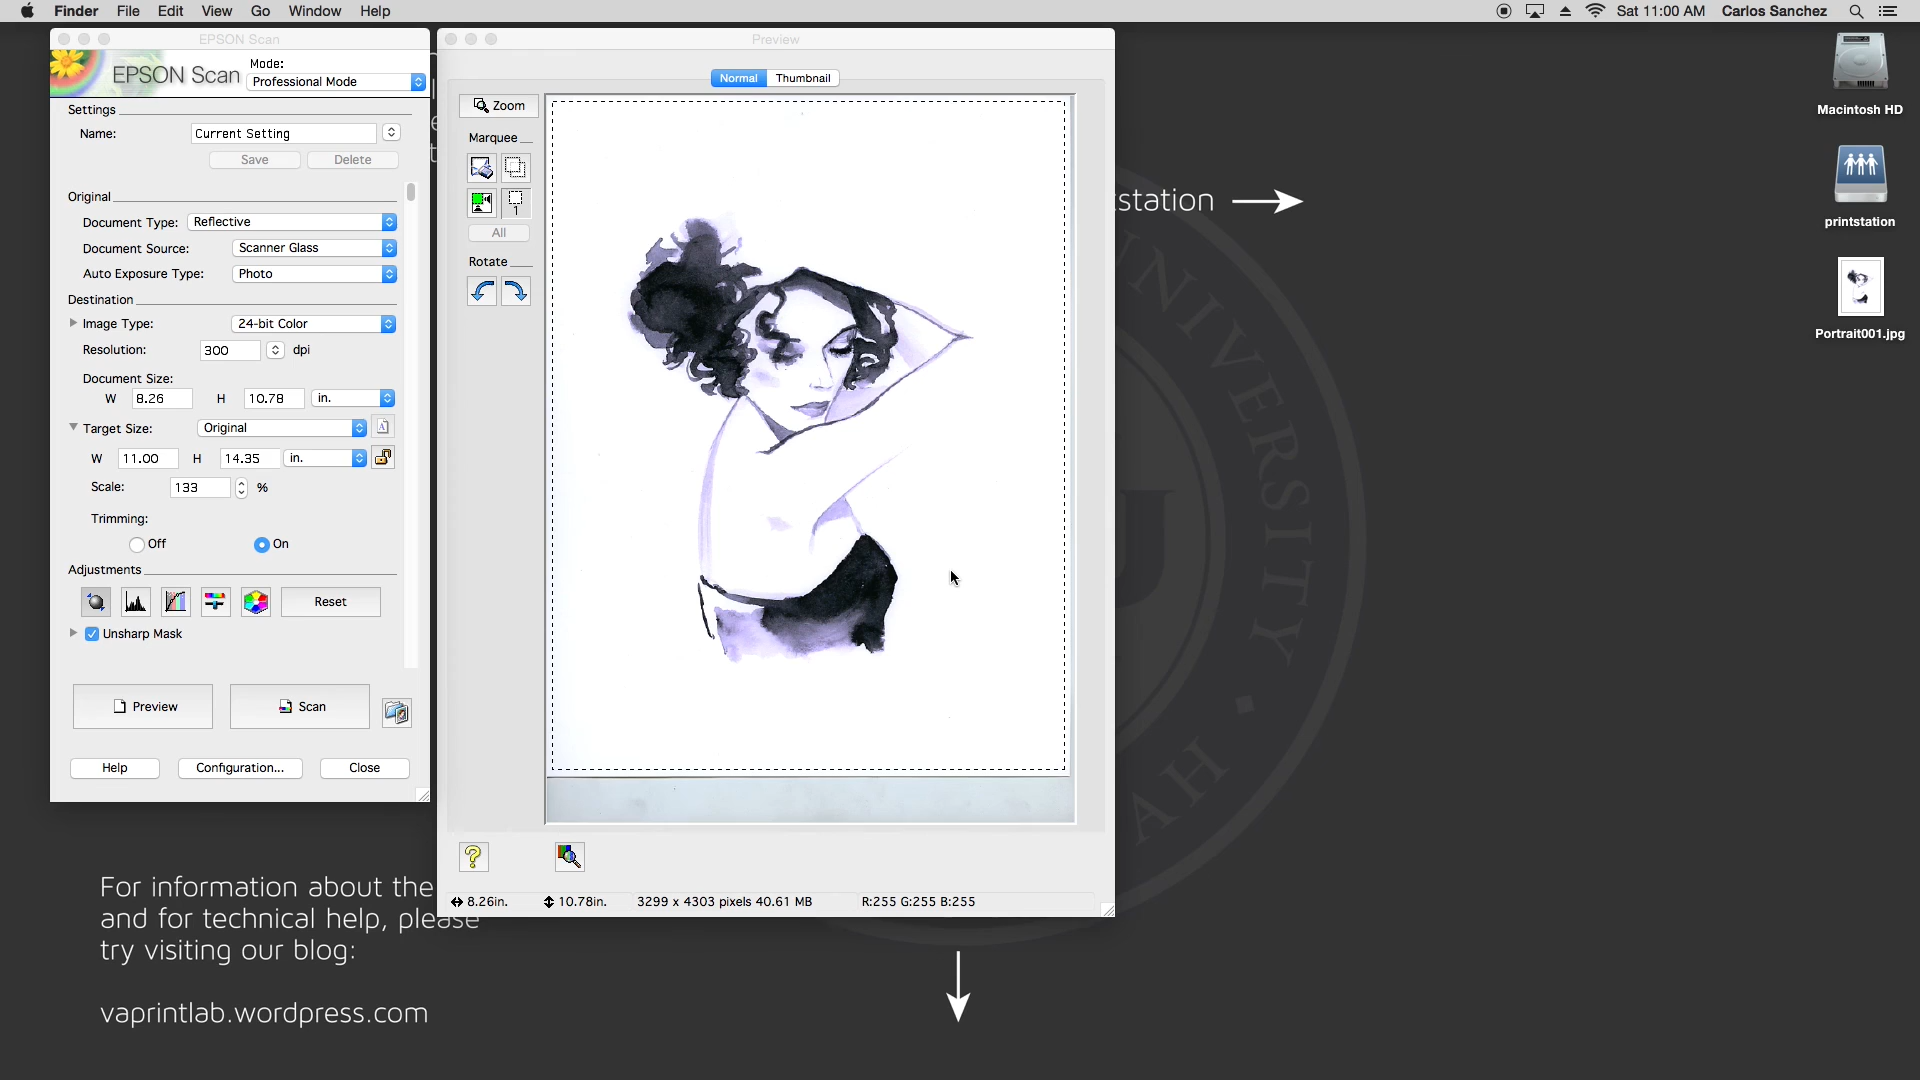 Finder File Edit View Go Window Help
Sat 11:00 AM Carlos Sanchez
EPSON Scan
EPSON Scan
Mode:
Professional Mode
Settings
Name: Current Setting
Save Delete
Original
Document Type: Reflective
Document Source: Scanner Glass
Auto Exposure Type: Photo
Destination
Image Type: 24-bit Color
Resolution: 300 dpi
Document Size:
W 8.26 H 10.78 in.
Target Size: Original A
W 11.00 H 14.35 in.
Scale: 133 %
Trimming:
Off On
Adjustments
Reset
Unsharp Mask
Preview Scan
Help Configuration... Close
Preview
Normal Thumbnail
Zoom
Marquee
1
All
Rotate
?
8.26in. 10.78in. 3299 x 4303 pixels 40.61 MB R:255 G:255 B:255
Macintosh HD
printstation
Portrait001.jpg
For information about the
and for technical help, please
try visiting our blog:
vaprintlab.wordpress.com
UNIVERSITY